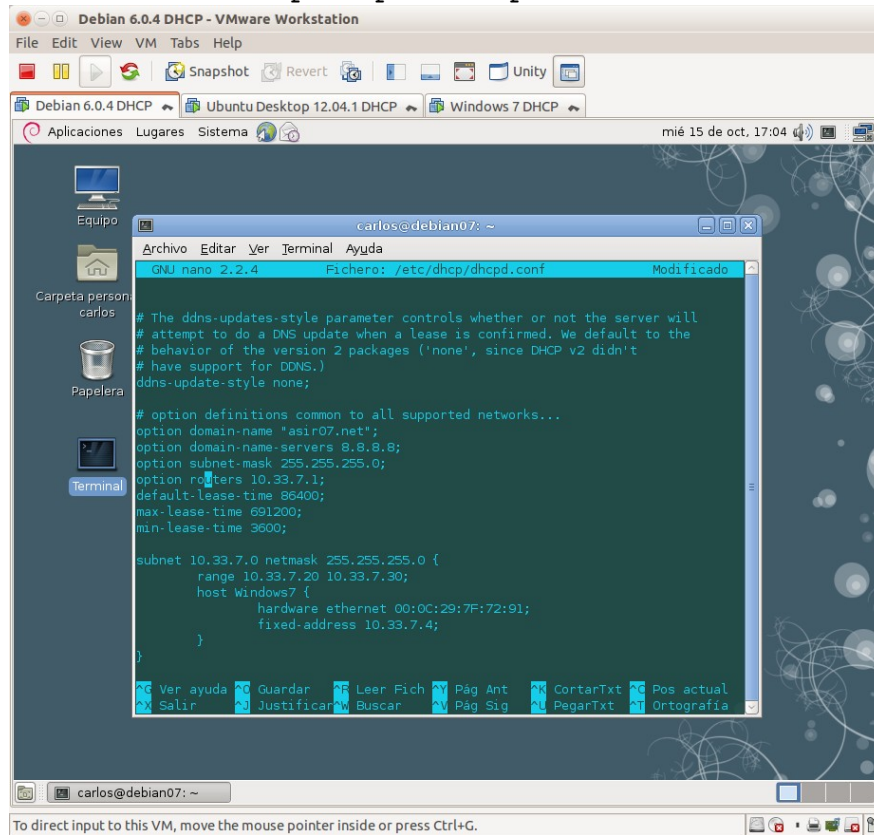 Debian 6.0.4 DHCP - VMware Workstation
File Edit View VM Tabs Help
Snapshot Revert Unity
Debian 6.0.4 DHCP Ubuntu Desktop 12.04.1 DHCP Windows 7 DHCP
Aplicaciones Lugares Sistema mié 15 de oct, 17:04
Equipo
Carpeta person
carlos
Papelera
Terminal
carlos@debian07: ~
Archivo Editar Ver Terminal Ayuda
GNU nano 2.2.4 Fichero: /etc/dhcp/dhcpd.conf Modificado
# The ddns-updates-style parameter controls whether or not the server will
# attempt to do a DNS update when a lease is confirmed. We default to the
# behavior of the version 2 packages ('none', since DHCP v2 didn't
# have support for DDNS.)
ddns-update-style none;
# option definitions common to all supported networks...
option domain-name "asir07.net";
option domain-name-servers 8.8.8.8;
option subnet-mask 255.255.255.0;
option routers 10.33.7.1;
default-lease-time 86400;
max-lease-time 691200;
min-lease-time 3600;
subnet 10.33.7.0 netmask 255.255.255.0 {
range 10.33.7.20 10.33.7.30;
host Windows7 {
hardware ethernet 00:0C:29:7F:72:91;
fixed-address 10.33.7.4;
}
}
^G Ver ayuda ^O Guardar ^R Leer Fich ^Y Pág Ant ^K CortarTxt ^C Pos actual
^X Salir ^J Justificar ^W Buscar ^V Pág Sig ^U PegarTxt ^T Ortografía
carlos@debian07: ~
To direct input to this VM, move the mouse pointer inside or press Ctrl+G.